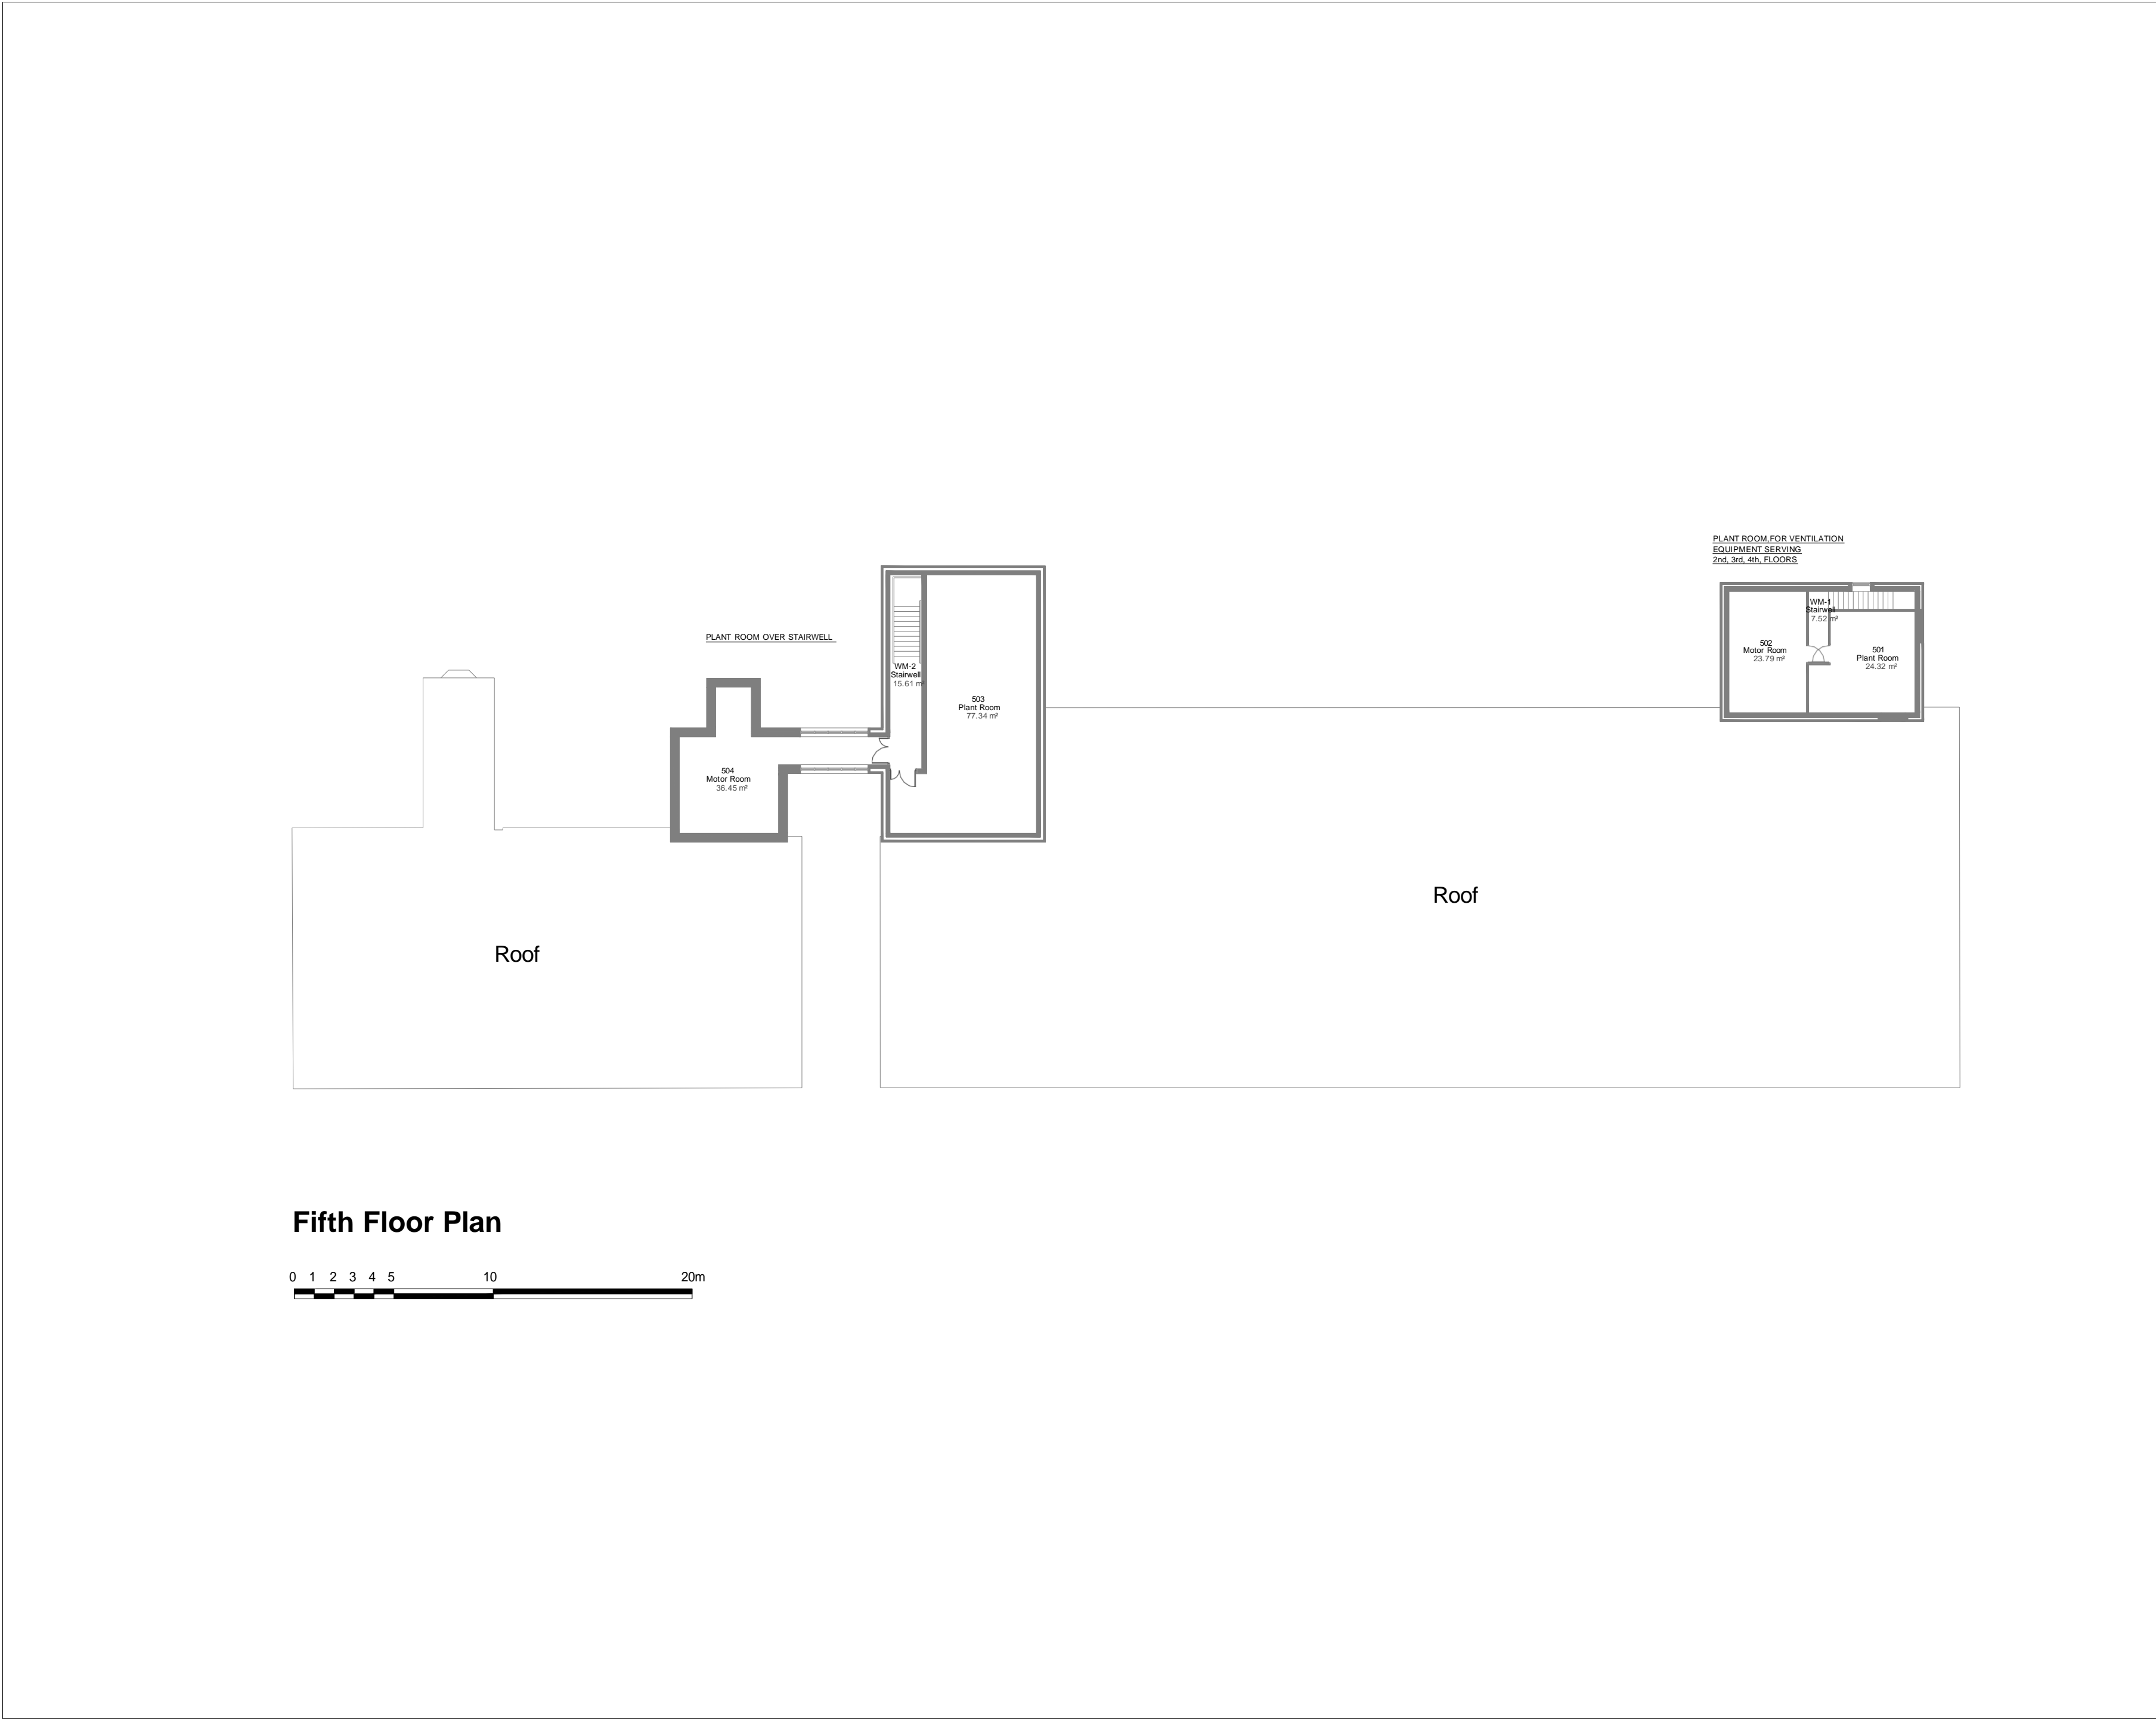 PLANT ROOM,FOR VENTILATION
EQUIPMENT SERVING
2nd, 3rd, 4th, FLOORS
WM-1
Stairwell
7.52 m²
502
Motor Room
23.79 m²
501
Plant Room
24.32 m²
PLANT ROOM OVER STAIRWELL
WM-2
Stairwell
15.61 m²
503
Plant Room
77.34 m²
504
Motor Room
36.45 m²
Roof
Roof
Fifth Floor Plan
0 1 2 3 4 5 10 20m